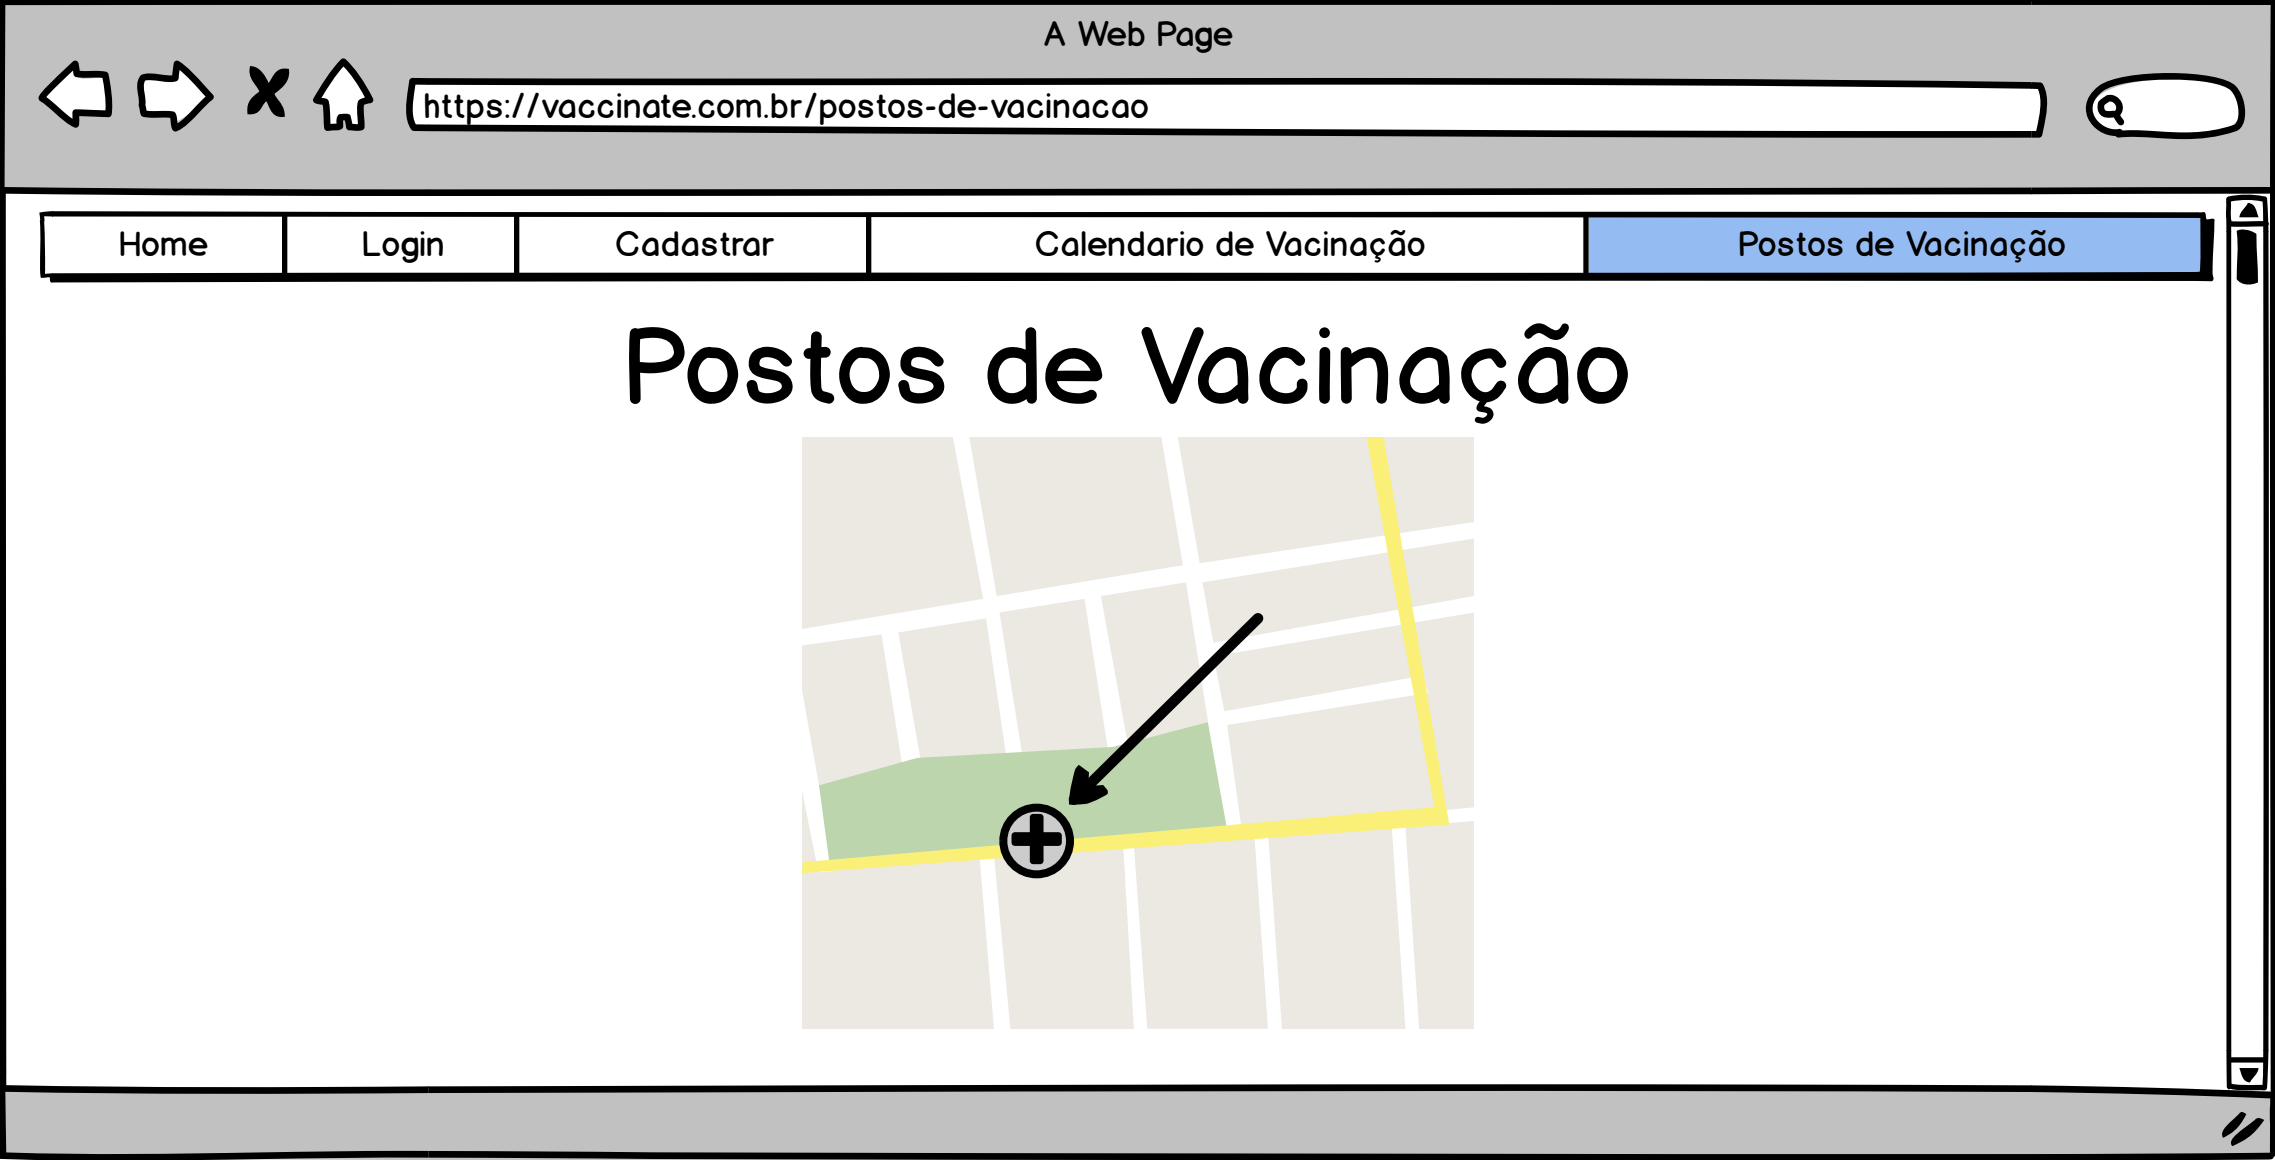 A Web Page
https://vaccinate.com.br/postos-de-vacinacao
Home Login Cadastrar Calendario de Vacinação Postos de Vacinação
Postos de Vacinação